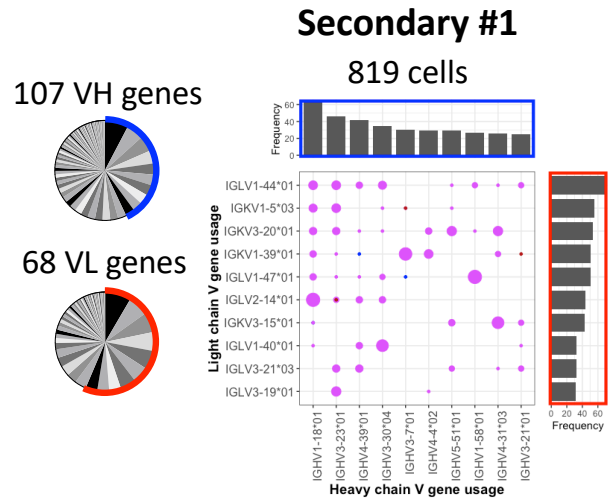 Secondary #1
819 cells
107 VH genes
68 VL genes
Frequency
60
40
20
0
Light chain V gene usage
IGLV1-44*01
IGKV1-5*03
IGKV3-20*01
IGKV1-39*01
IGLV1-47*01
IGLV2-14*01
IGKV3-15*01
IGLV1-40*01
IGLV3-21*03
IGLV3-19*01
IGHV1-18*01
IGHV3-23*01
IGHV4-39*01
IGHV3-30*04
IGHV3-7*01
IGHV4-4*02
IGHV5-51*01
IGHV1-58*01
IGHV4-31*03
IGHV3-21*01
Heavy chain V gene usage
0 20 40 60
Frequency